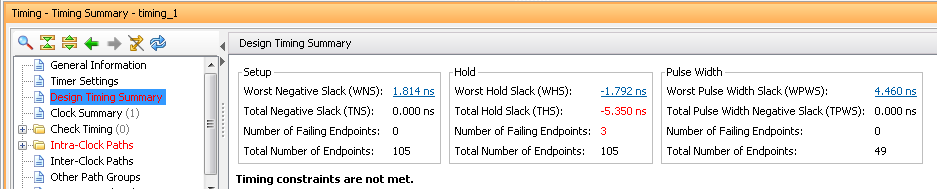 Timing - Timing Summary - timing_1
General Information
Timer Settings
Design Timing Summary
Clock Summary (1)
Check Timing (0)
Intra-Clock Paths
Inter-Clock Paths
Other Path Groups
Design Timing Summary
Setup
Worst Negative Slack (WNS): 1.814 ns
Total Negative Slack (TNS): 0.000 ns
Number of Failing Endpoints: 0
Total Number of Endpoints: 105
Hold
Worst Hold Slack (WHS): -1.792 ns
Total Hold Slack (THS): -5.350 ns
Number of Failing Endpoints: 3
Total Number of Endpoints: 105
Pulse Width
Worst Pulse Width Slack (WPWS): 4.460 ns
Total Pulse Width Negative Slack (TPWS): 0.000 ns
Number of Failing Endpoints: 0
Total Number of Endpoints: 49
Timing constraints are not met.